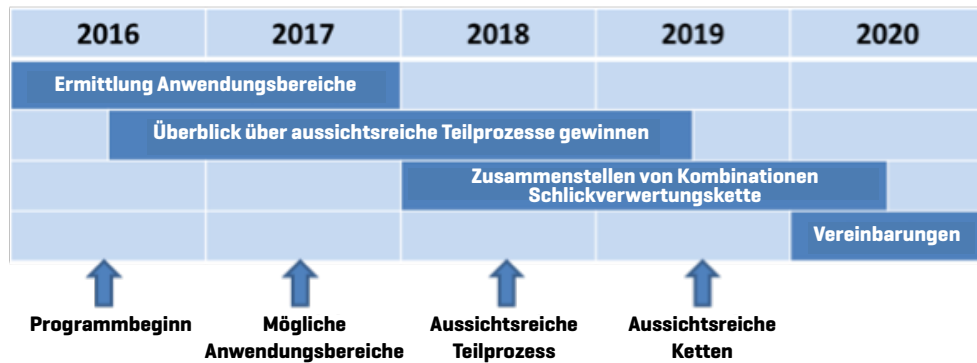 2016 2017 2018 2019 2020
Ermittlung Anwendungsbereiche
Überblick über aussichtsreiche Teilprozesse gewinnen
Zusammenstellen von Kombinationen
Schlickverwertungskette
Vereinbarungen
Programmbeginn
Mögliche
Anwendungsbereiche
Aussichtsreiche
Teilprozess
Aussichtsreiche
Ketten